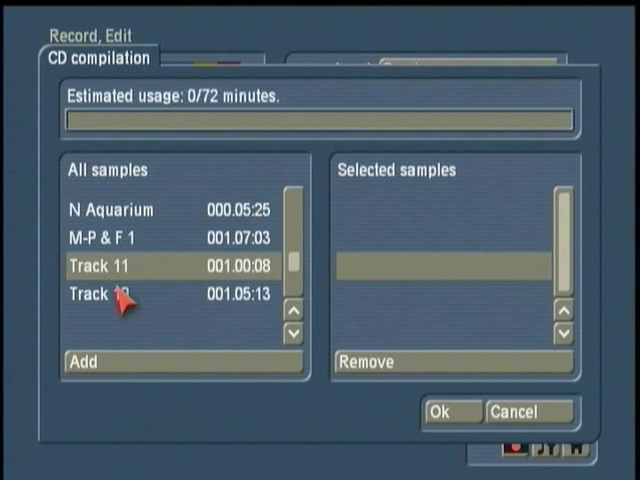 Record, Edit
CD compilation
Estimated usage: 0/72 minutes.
All samples
N Aquarium 000.05:25
M-P & F 1 001.07:03
Track 11 001.00:08
Track 001.05:13
Add
Selected samples
Remove
Ok
Cancel